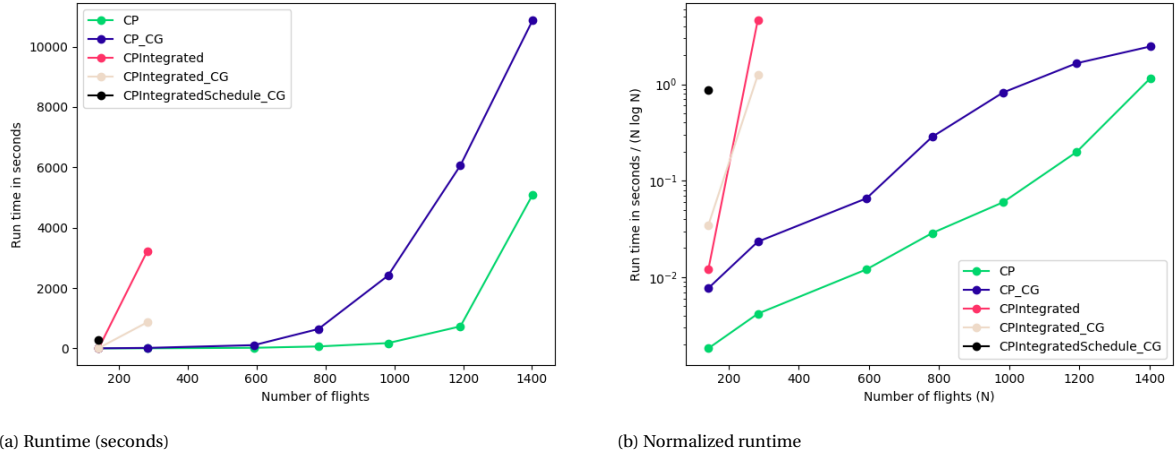 10000
8000
6000
4000
2000
0
Run time in seconds
CP
CP_CG
CPIntegrated
CPIntegrated_CG
CPIntegratedSchedule_CG
200 400 600 800 1000 1200 1400
Number of flights
(a) Runtime (seconds)
10^0
10^-1
10^-2
Run time in seconds / (N log N)
CP
CP_CG
CPIntegrated
CPIntegrated_CG
CPIntegratedSchedule_CG
200 400 600 800 1000 1200 1400
Number of flights (N)
(b) Normalized runtime